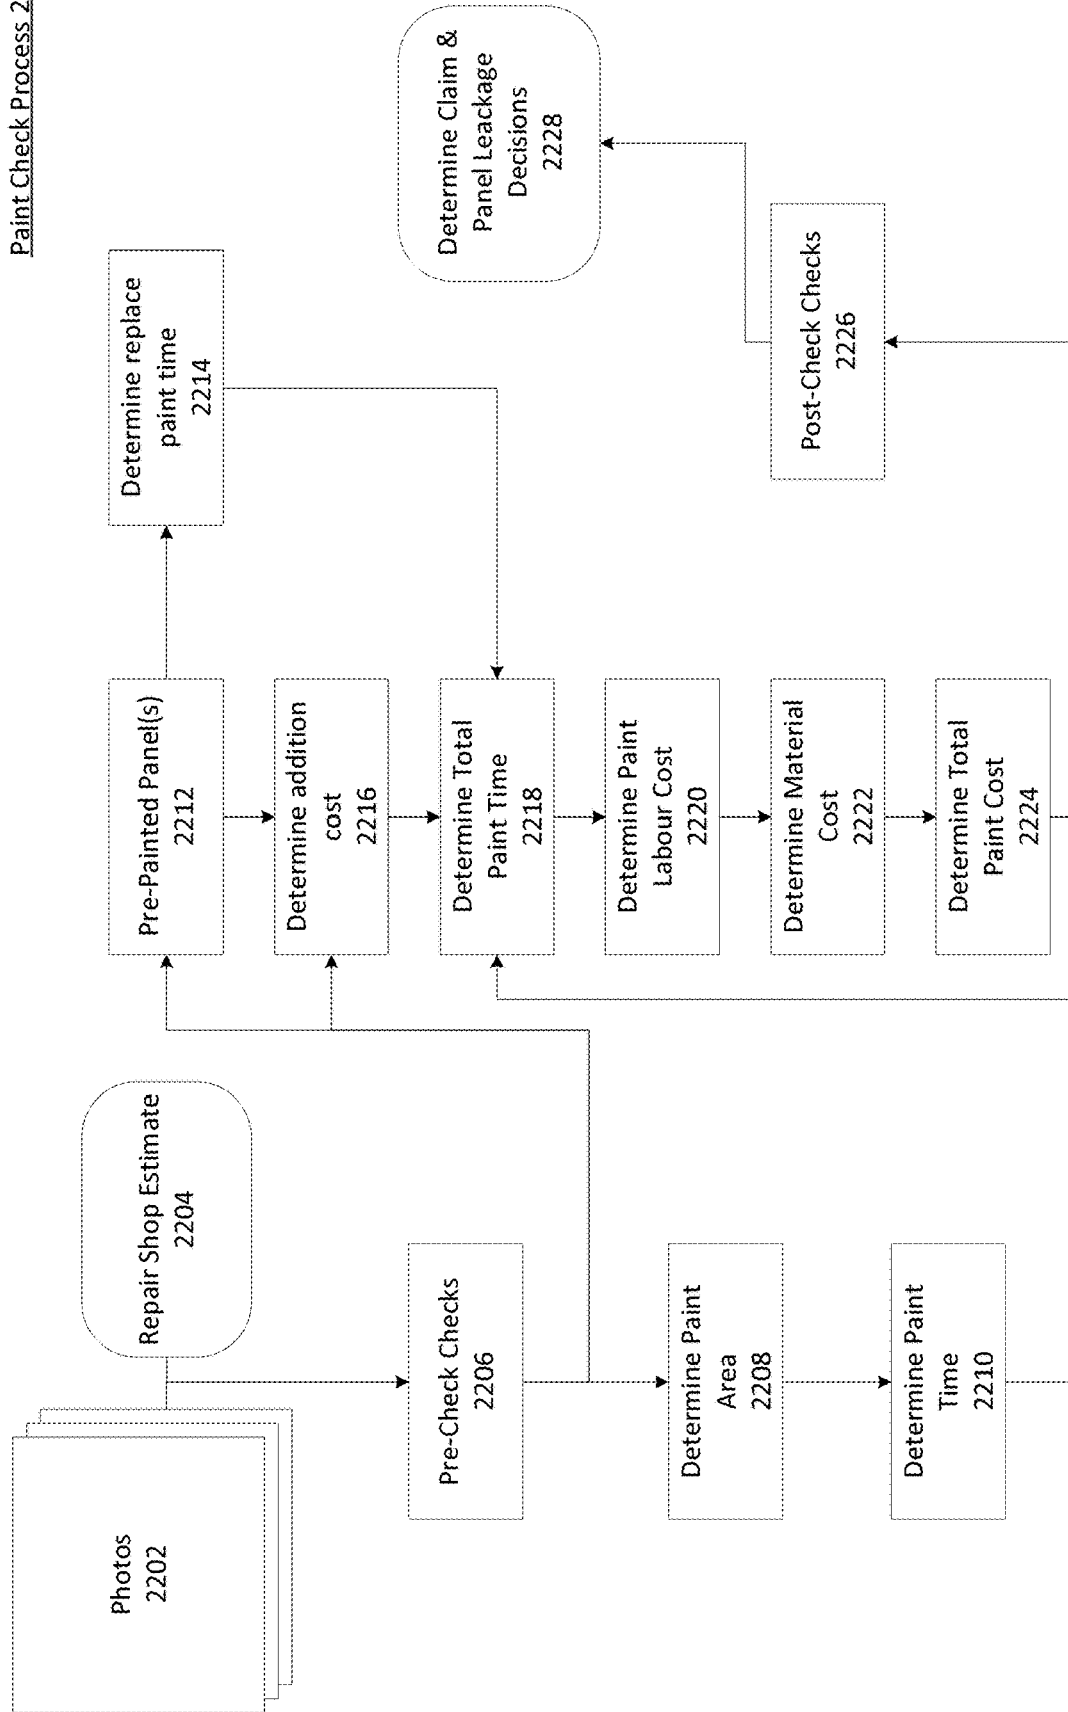 Paint Check Process 2
Photos
2202
Repair Shop Estimate
2204
Pre-Check Checks
2206
Determine Paint
Area
2208
Determine Paint
Time
2210
Pre-Painted Panel(s)
2212
Determine replace
paint time
2214
Determine addition
cost
2216
Determine Total
Paint Time
2218
Determine Paint
Labour Cost
2220
Determine Material
Cost
2222
Determine Total
Paint Cost
2224
Post-Check Checks
2226
Determine Claim &
Panel Leackage
Decisions
2228